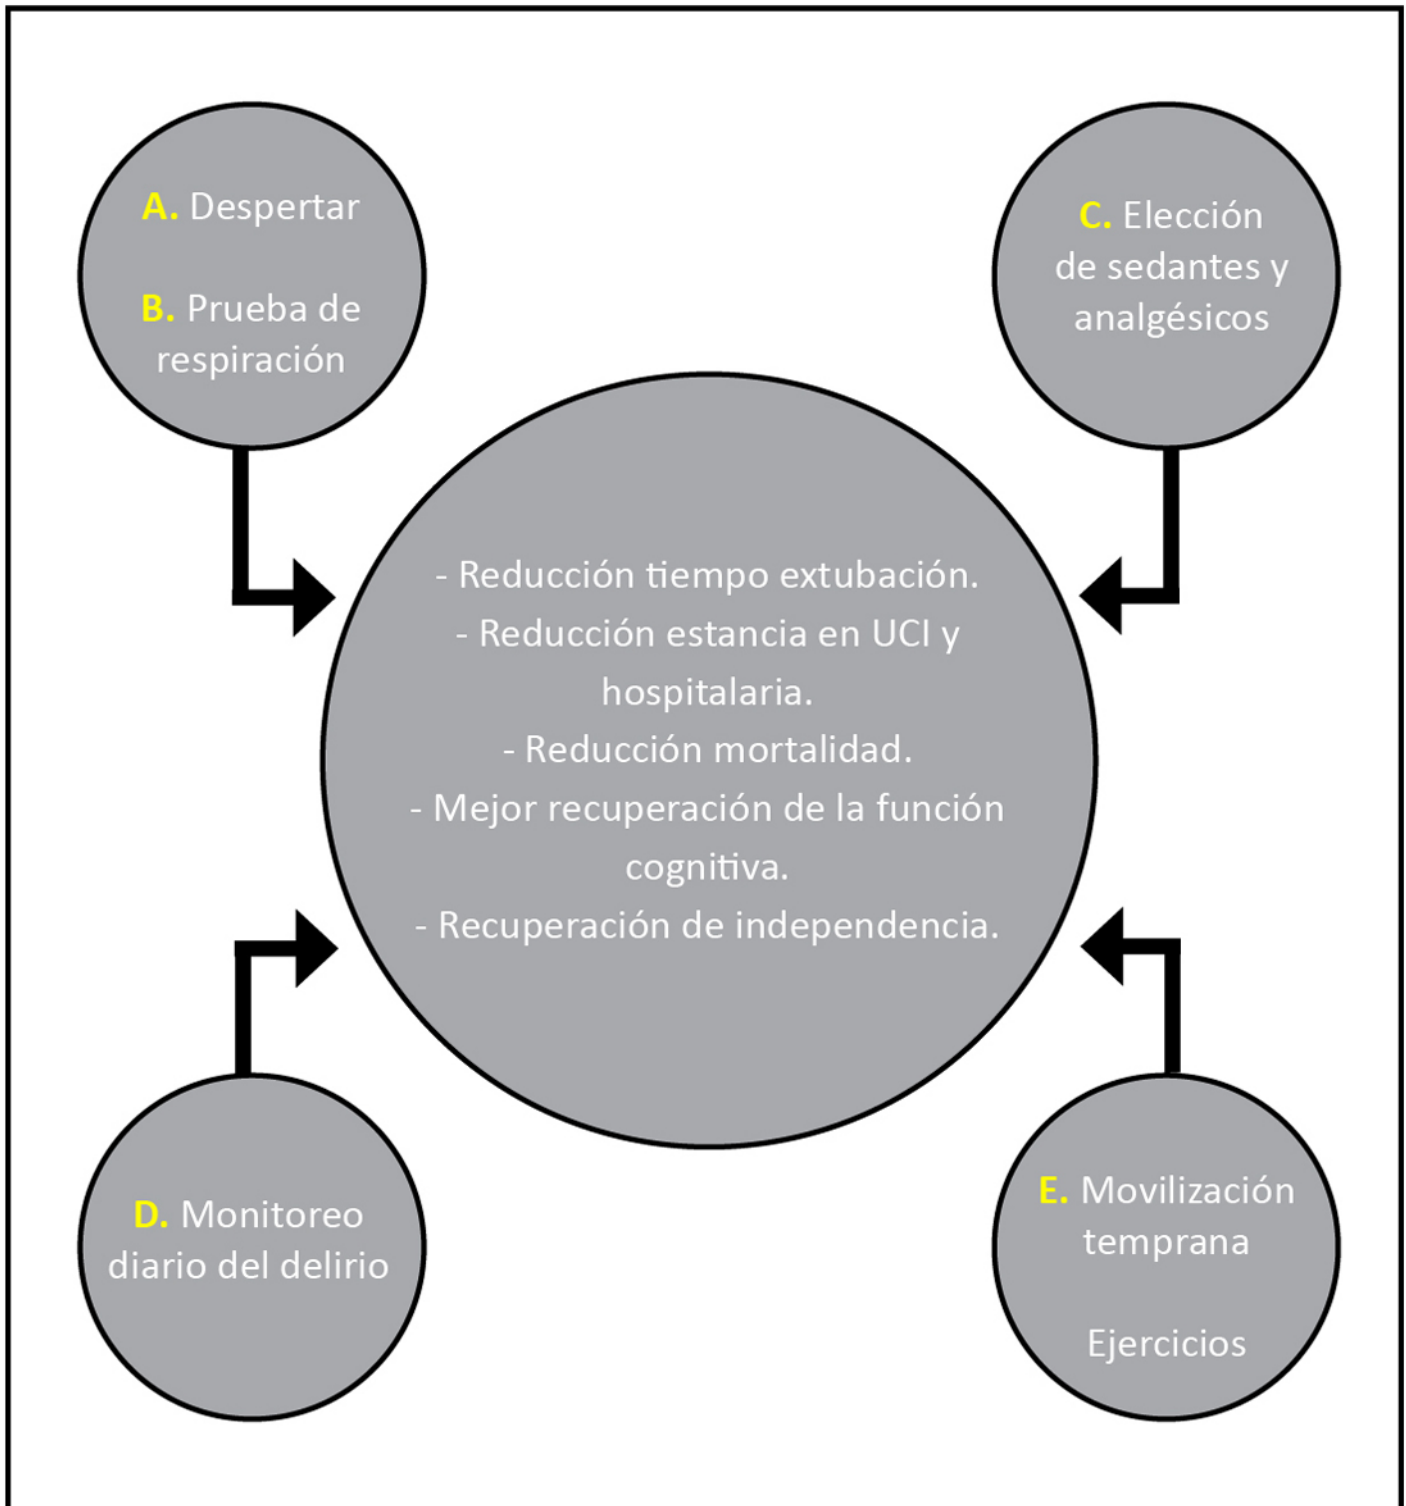 A. Despertar
B. Prueba de
respiración
C. Elección
de sedantes y
analgésicos
- Reducción tiempo extubación.
- Reducción estancia en UCI y
hospitalaria.
- Reducción mortalidad.
- Mejor recuperación de la función
cognitiva.
- Recuperación de independencia.
D. Monitoreo
diario del delirio
E. Movilización
temprana
Ejercicios